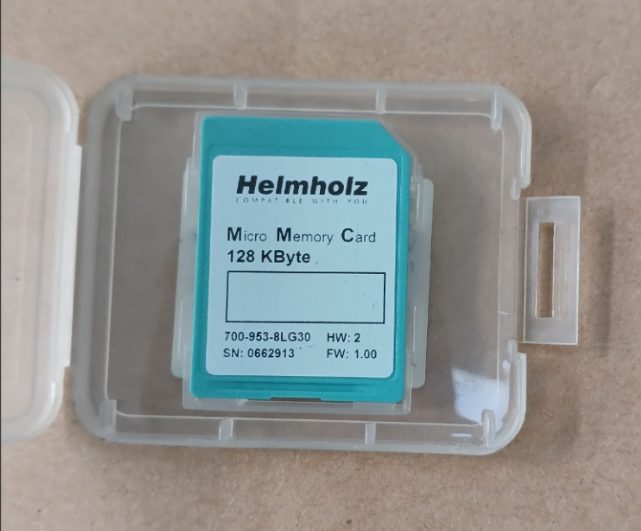 Helmholz
COMPATIBLE WITH YOU
Micro Memory Card
128 KByte
700-953-8LG30 HW: 2
SN: 0662913 FW: 1.00